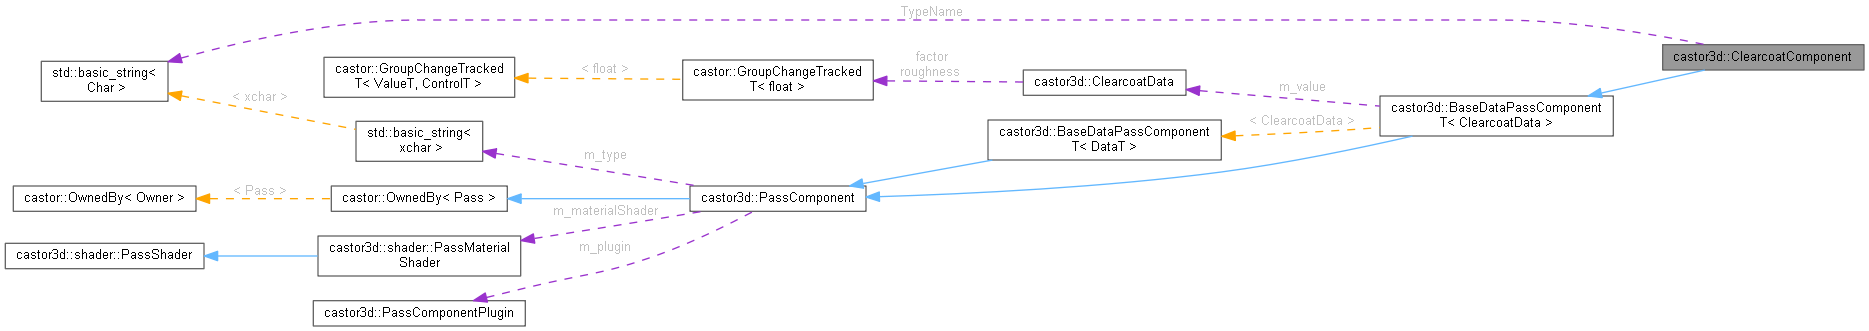 TypeName
std::basic_string<
Char >
castor::GroupChangeTracked
T< ValueT, ControlT >
< float >
castor::GroupChangeTracked
T< float >
factor
roughness
castor3d::ClearcoatData
m_value
castor3d::ClearcoatComponent
castor3d::BaseDataPassComponent
T< ClearcoatData >
< xchar >
std::basic_string<
xchar >
m_type
castor3d::BaseDataPassComponent
T< DataT >
< ClearcoatData >
castor::OwnedBy< Owner >
< Pass >
castor::OwnedBy< Pass >
castor3d::PassComponent
m_materialShader
castor3d::shader::PassShader
castor3d::shader::PassMaterial
Shader
m_plugin
castor3d::PassComponentPlugin